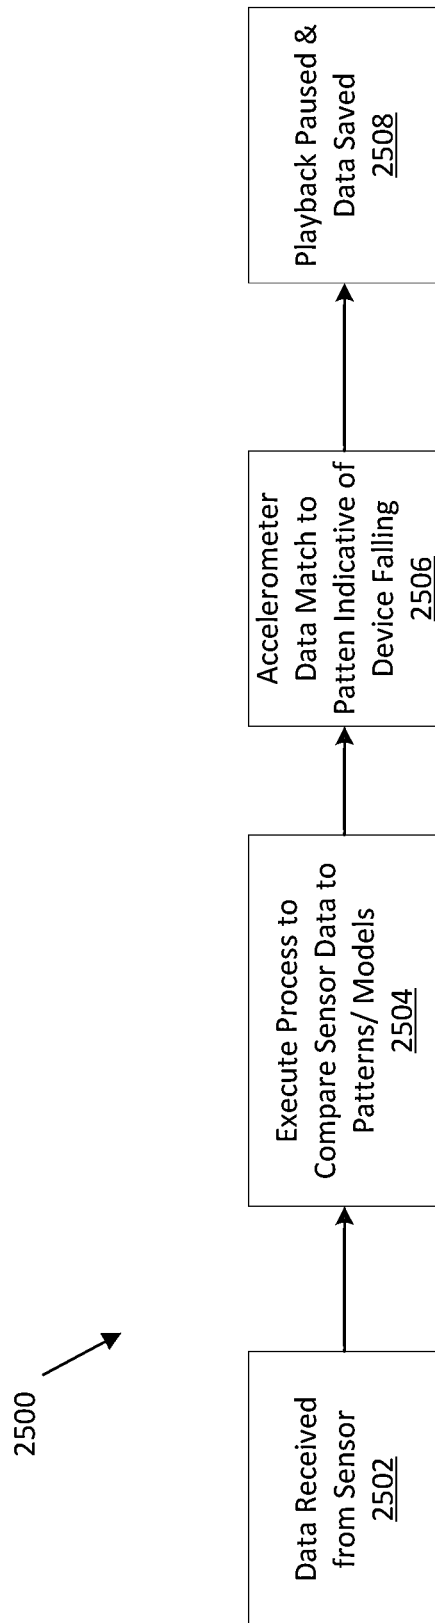 2500
Data Received
from Sensor
2502
Execute Process to
Compare Sensor Data to
Patterns/ Models
2504
Accelerometer
Data Match to
Patten Indicative of
Device Falling
2506
Playback Paused &
Data Saved
2508